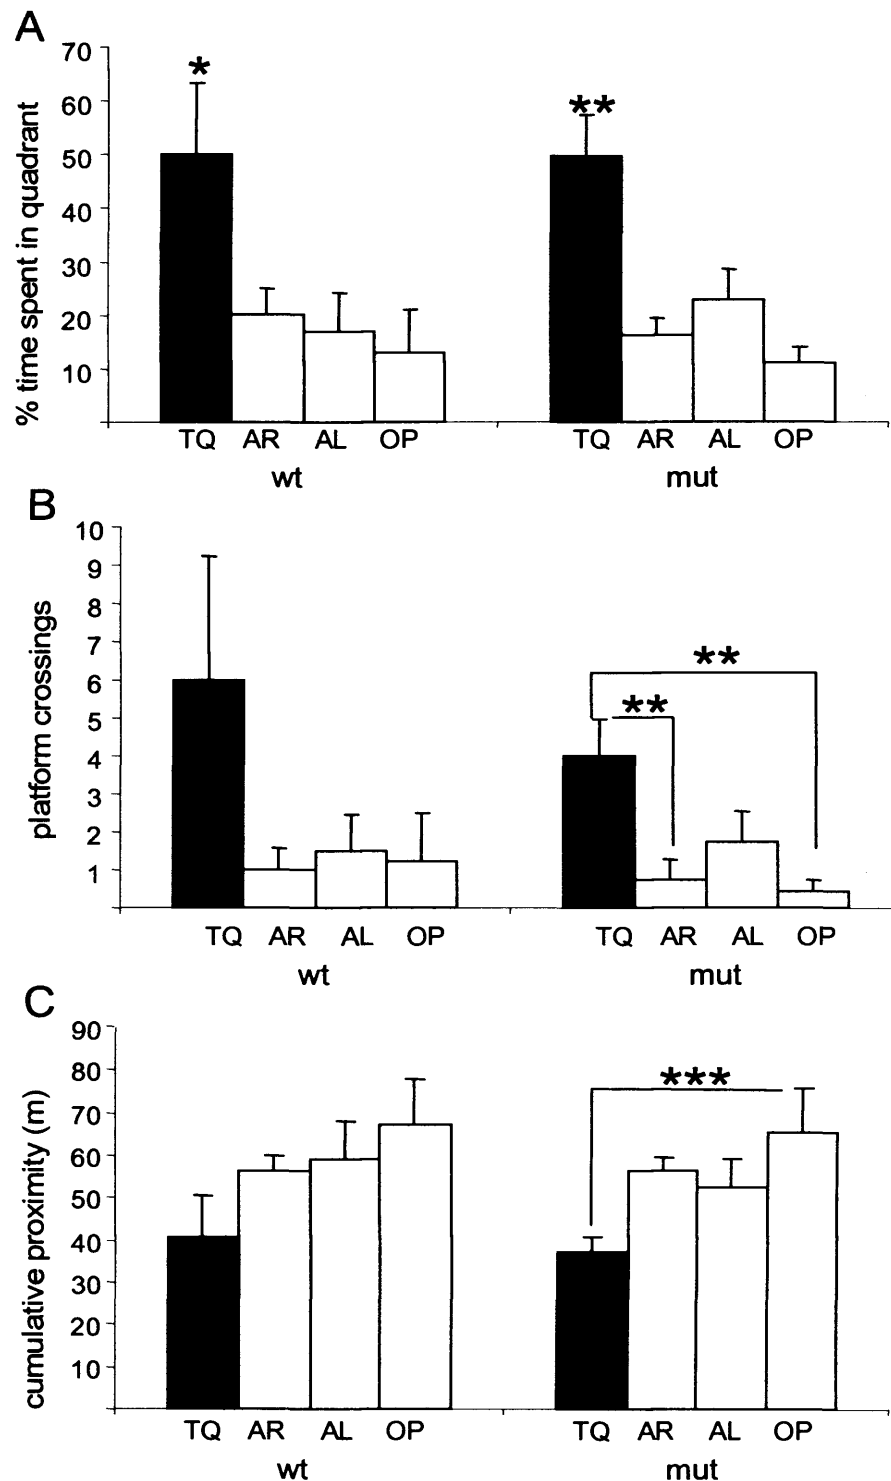 A
% time spent in quadrant
70
60
50
40
30
20
10
*
**
TQ AR AL OP TQ AR AL OP
wt mut
B
platform crossings
10
9
8
7
6
5
4
3
2
1
**
**
TQ AR AL OP TQ AR AL OP
wt mut
C
cumulative proximity (m)
90
80
70
60
50
40
30
20
10
***
TQ AR AL OP TQ AR AL OP
wt mut